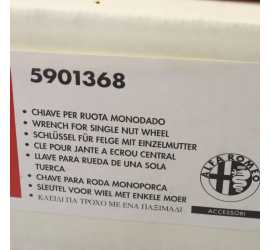 5901368
• CHIAVE PER RUOTA MONODADO
• WRENCH FOR SINGLE NUT WHEEL
• SCHLÜSSEL FÜR FELGE MIT EINZELMUTTER
• CLE POUR JANTE A ECROU CENTRAL
• LLAVE PARA RUEDA DE UNA SOLA
TUERCA
• CHAVE PARA RODA MONOPORCA
• SLEUTEL VOOR WIEL MET ENKELE MOER
• ΚΛΕΙΔΙ ΓΙΑ ΤΡΟΧΟ ΜΕ ΕΝΑ ΠΑΞΙΜΑΔΙ
ALFA ROMEO
ACCESSORI